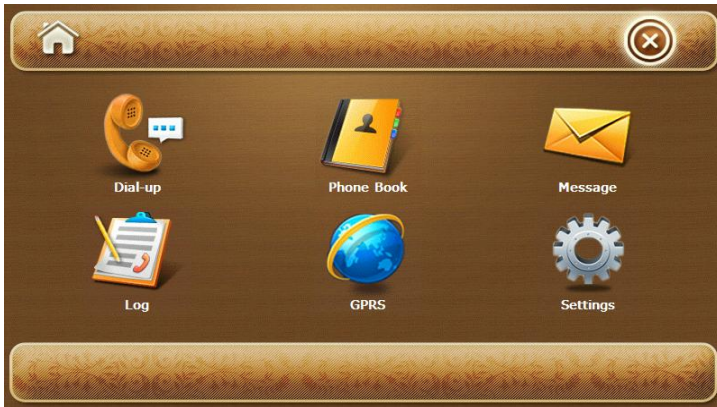 Dial-up
Phone Book
Message
Log
GPRS
Settings